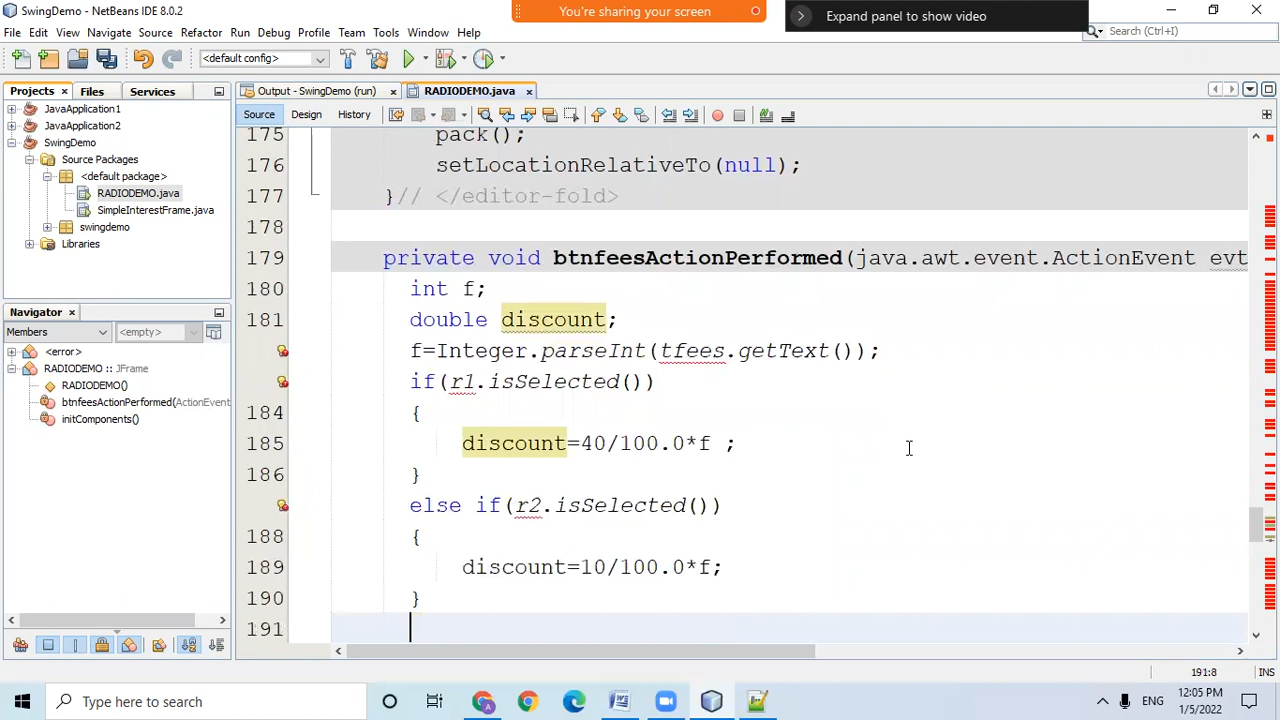 SwingDemo - NetBeans IDE 8.0.2
You're sharing your screen
Expand panel to show video
File Edit View Navigate Source Refactor Run Debug Profile Team Tools Window Help
Search (Ctrl+I)
<default config>
Projects Files Services
Output - SwingDemo (run) RADIODEMO.java
Source Design History
JavaApplication1
JavaApplication2
SwingDemo
Source Packages
<default package>
RADIODEMO.java
SimpleInterestFrame.java
swingdemo
Libraries
Navigator
Members <empty>
<error>
RADIODEMO :: JFrame
RADIODEMO()
btnfeesActionPerformed(ActionEvent
initComponents()
175 pack();
176 setLocationRelativeTo(null);
177 }// </editor-fold>
178
179 private void btnfeesActionPerformed(java.awt.event.ActionEvent evt
180 int f;
181 double discount;
f=Integer.parseInt(tfees.getText());
if(r1.isSelected())
184 {
185 discount=40/100.0*f ;
186 }
else if(r2.isSelected())
188 {
189 discount=10/100.0*f;
190 }
191
191:8 INS
Type here to search
ENG
12:05 PM
1/5/2022